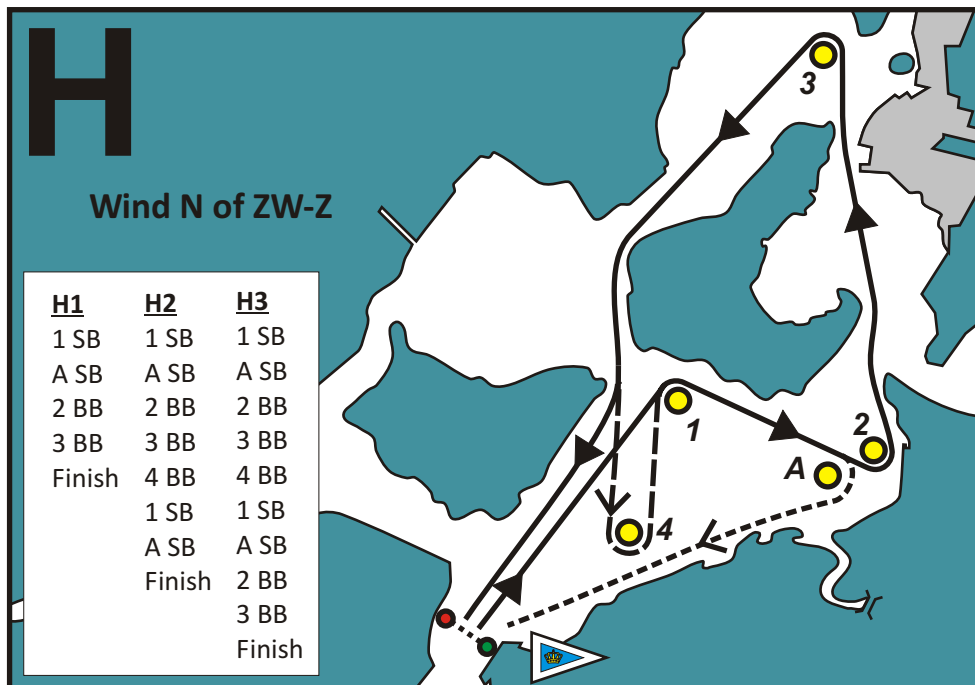 H
Wind N of ZW-Z
H1
1 SB
A SB
2 BB
3 BB
Finish
H2
1 SB
A SB
2 BB
3 BB
4 BB
1 SB
A SB
Finish
H3
1 SB
A SB
2 BB
3 BB
4 BB
1 SB
A SB
2 BB
3 BB
Finish
3
1
2
A
4